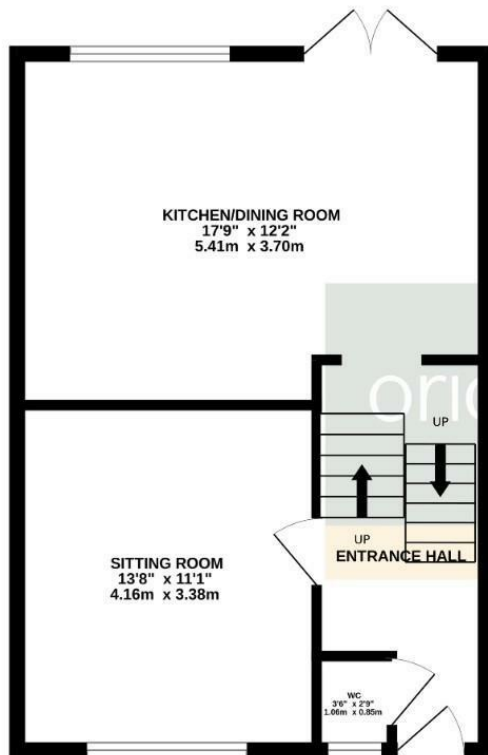 KITCHEN/DINING ROOM
17'9" x 12'2"
5.41m x 3.70m
UP
UP
ENTRANCE HALL
SITTING ROOM
13'8" x 11'1"
4.16m x 3.38m
WC
3'6" x 2'9"
1.06m x 0.85m